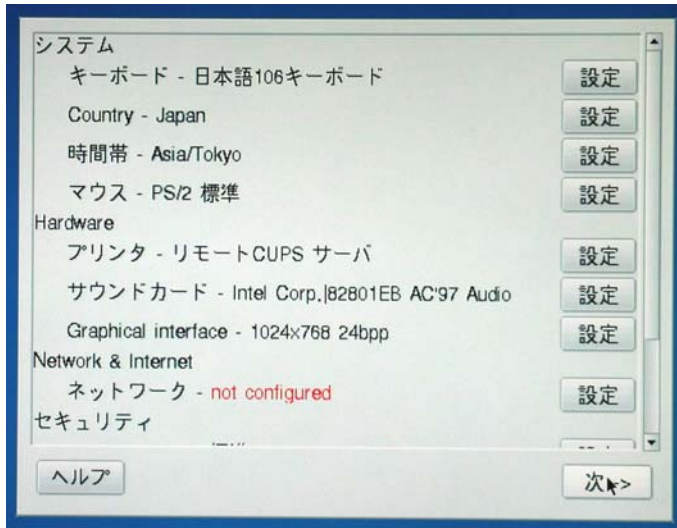 システム
キーボード - 日本語106キーボード 設定
Country - Japan 設定
時間帯 - Asia/Tokyo 設定
マウス - PS/2 標準 設定
Hardware
プリンタ - リモートCUPS サーバ 設定
サウンドカード - Intel Corp.|82801EB AC'97 Audio 設定
Graphical interface - 1024x768 24bpp 設定
Network & Internet
ネットワーク - not configured 設定
セキュリティ
ヘルプ 次 ->